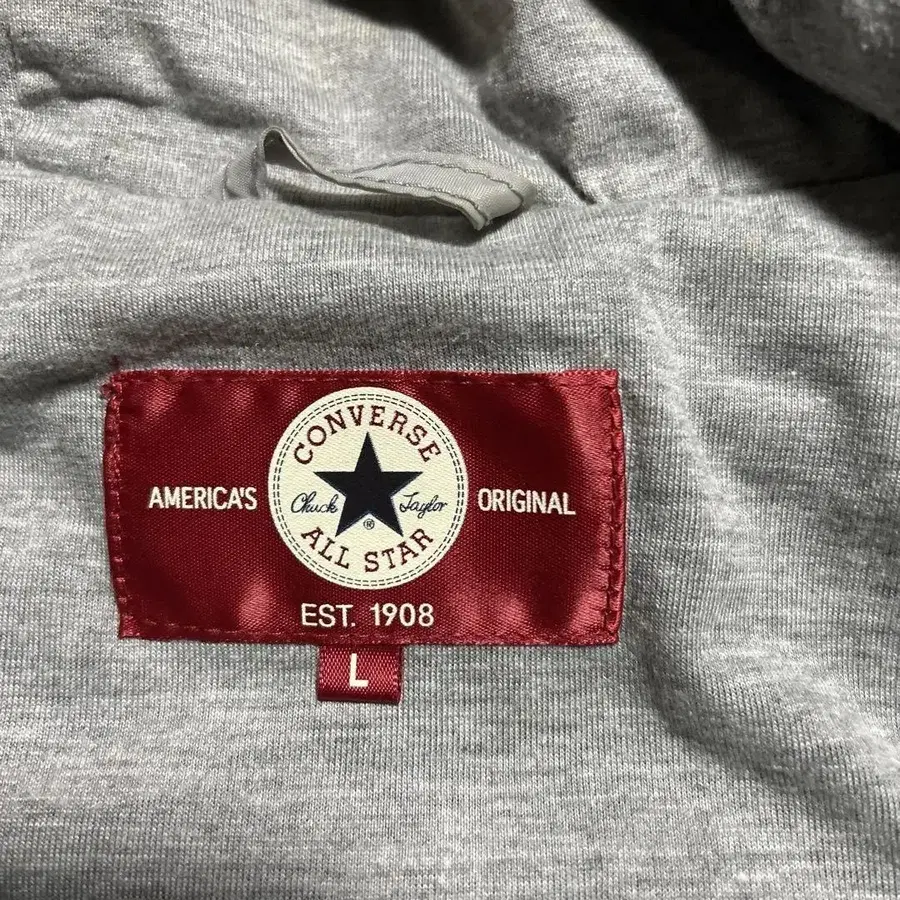 CONVERSE
AMERICA'S Chuck Taylor ORIGINAL
®
ALL STAR
EST. 1908
L